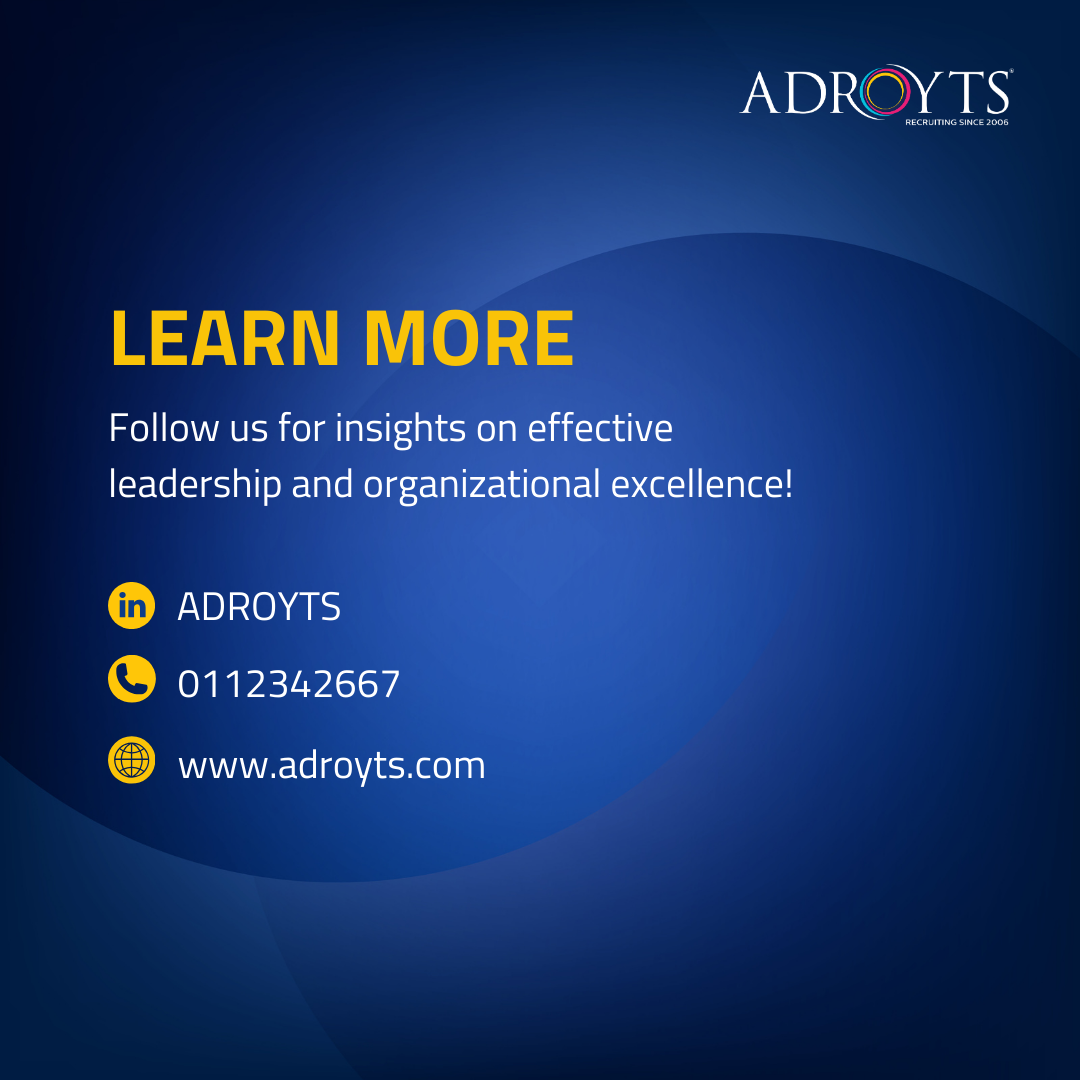 ADROYTS®
RECRUITING SINCE 2006
LEARN MORE
Follow us for insights on effective
leadership and organizational excellence!
in ADROYTS
0112342667
www.adroyts.com